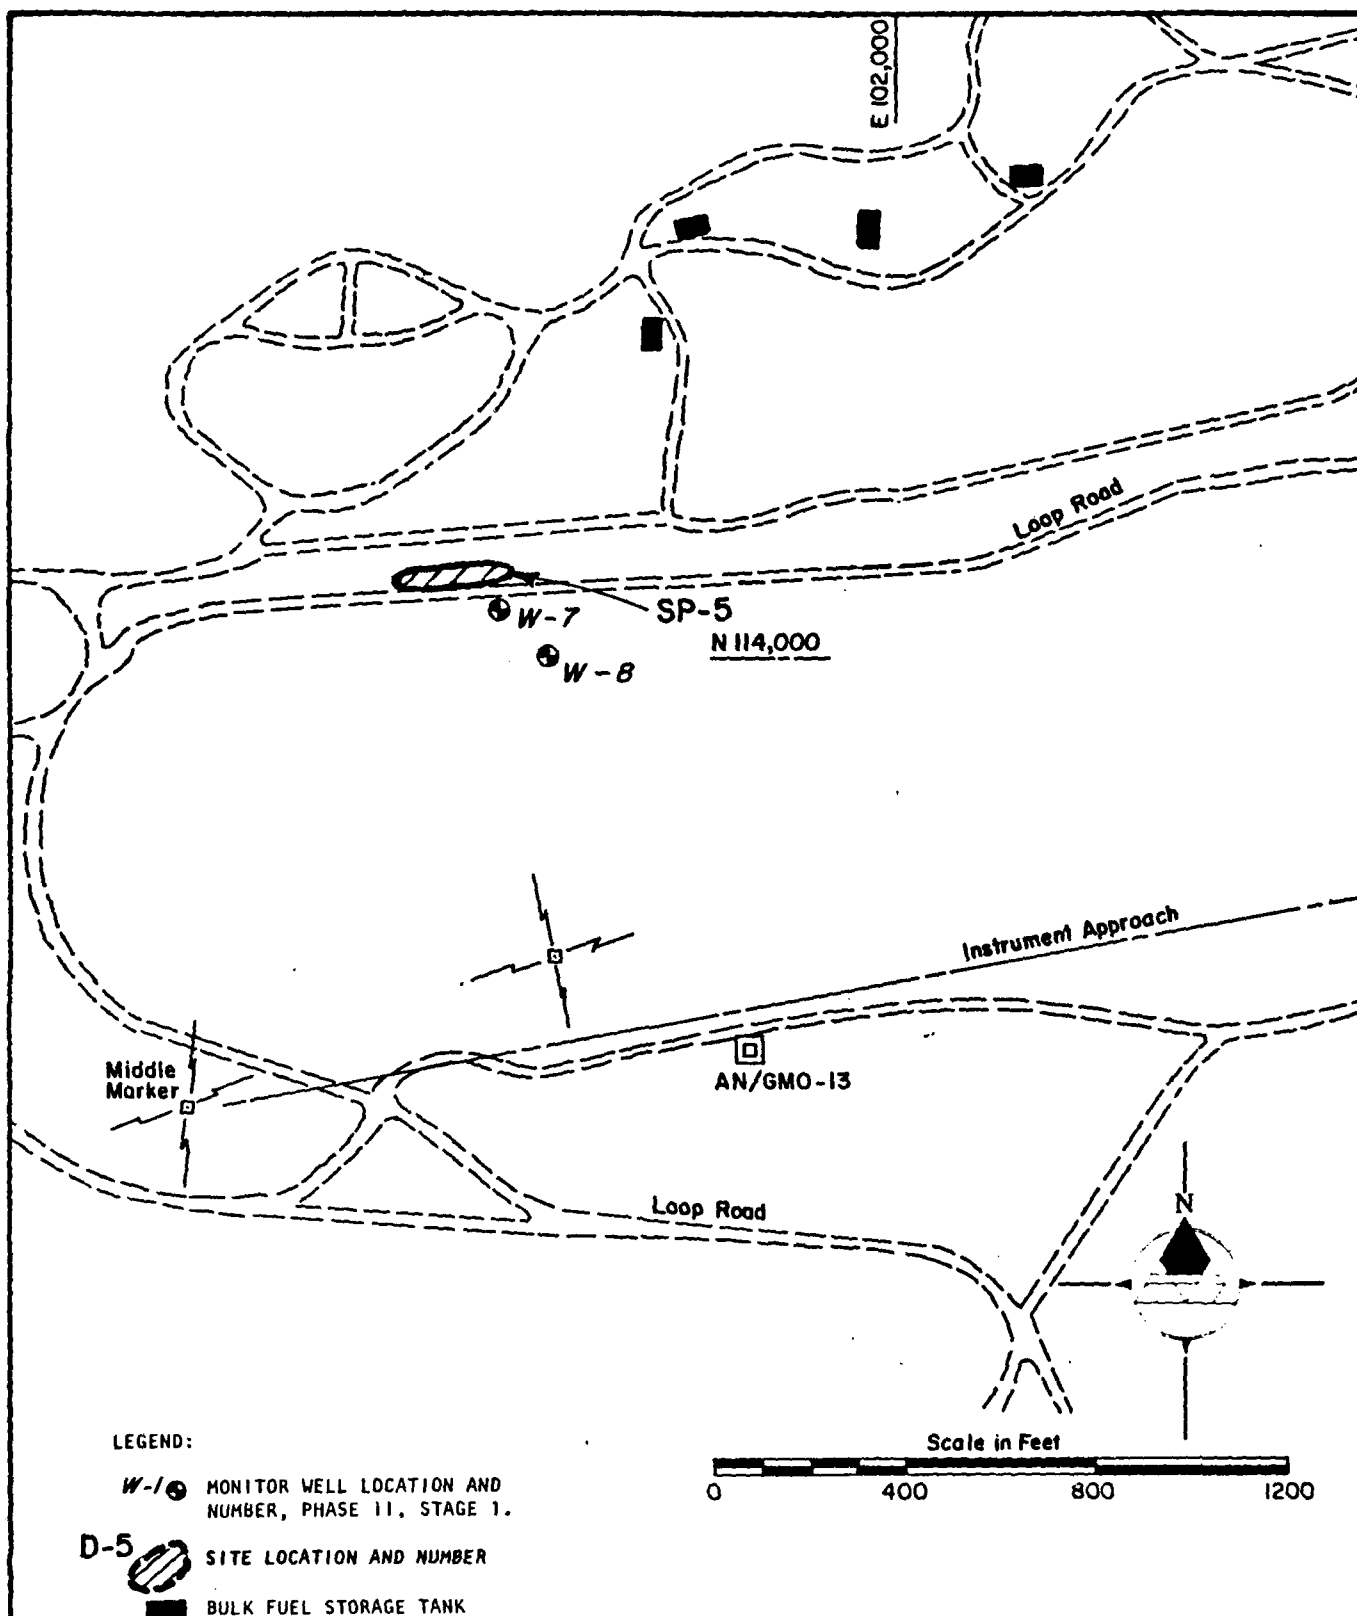 E 102,000
Loop Road
SP-5
W-7
N 114,000
W-8
Instrument Approach
Middle
Marker
AN/GMO-13
N
Loop Road
LEGEND:
Scale in Feet
0 400 800 1200
W-1 MONITOR WELL LOCATION AND
NUMBER, PHASE II, STAGE 1.
D-5 SITE LOCATION AND NUMBER
BULK FUEL STORAGE TANK